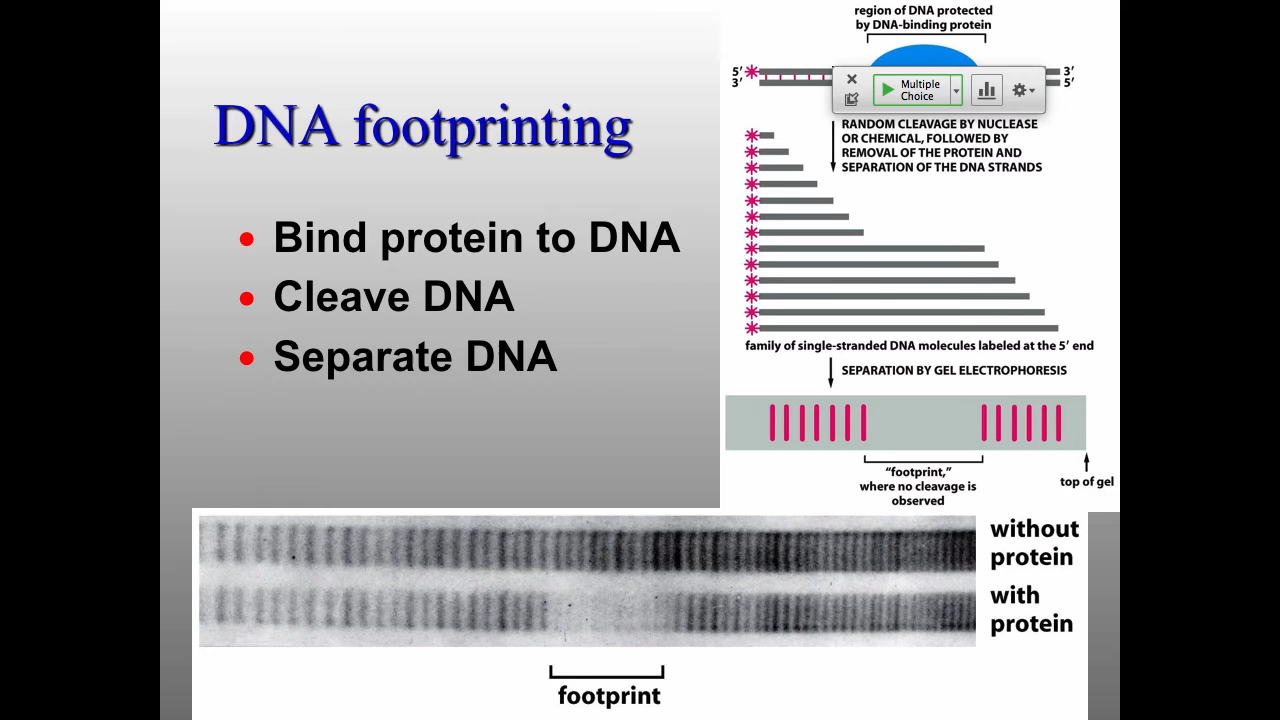 DNA footprinting
• Bind protein to DNA
• Cleave DNA
• Separate DNA
region of DNA protected
by DNA-binding protein
5′ 3′
3′ 5′
Multiple
Choice
RANDOM CLEAVAGE BY NUCLEASE
OR CHEMICAL, FOLLOWED BY
REMOVAL OF THE PROTEIN AND
SEPARATION OF THE DNA STRANDS
family of single-stranded DNA molecules labeled at the 5′ end
SEPARATION BY GEL ELECTROPHORESIS
“footprint,”
where no cleavage is
observed
top of gel
without
protein
with
protein
footprint